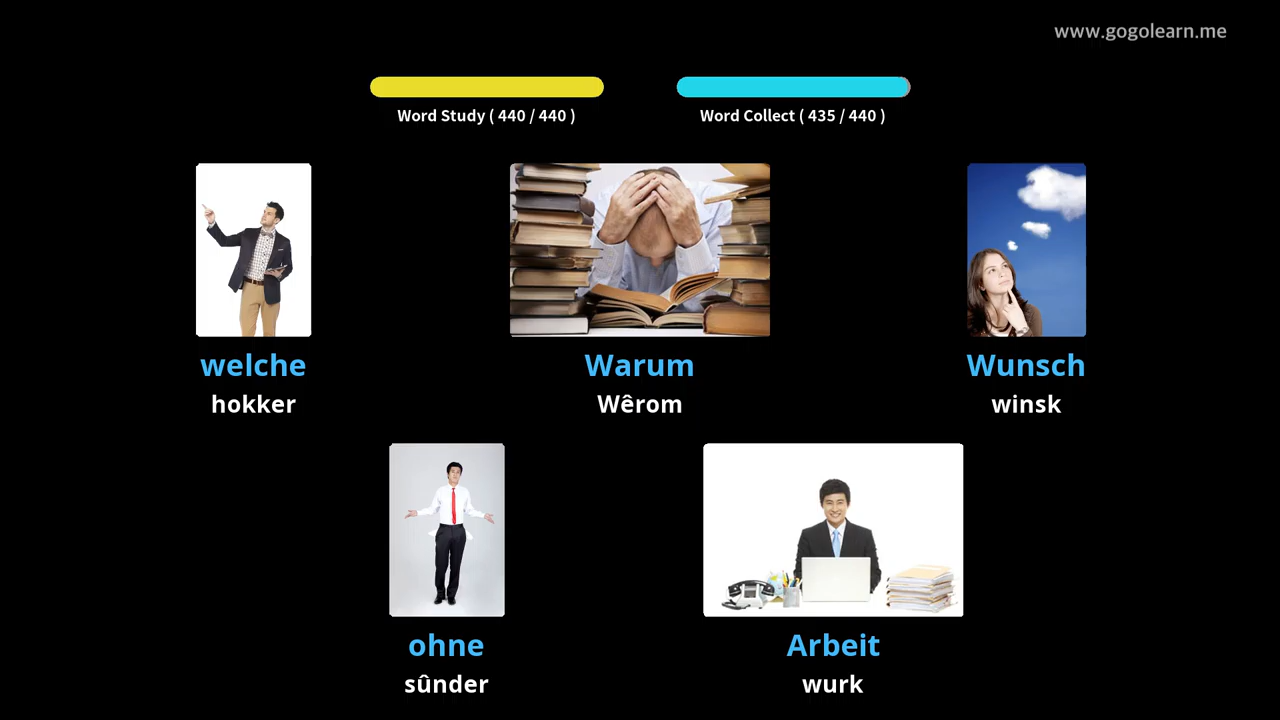 www.gogolearn.me
Word Study ( 440 / 440 )
Word Collect ( 435 / 440 )
welche
hokker
Warum
Wêrom
Wunsch
winsk
ohne
sûnder
Arbeit
wurk